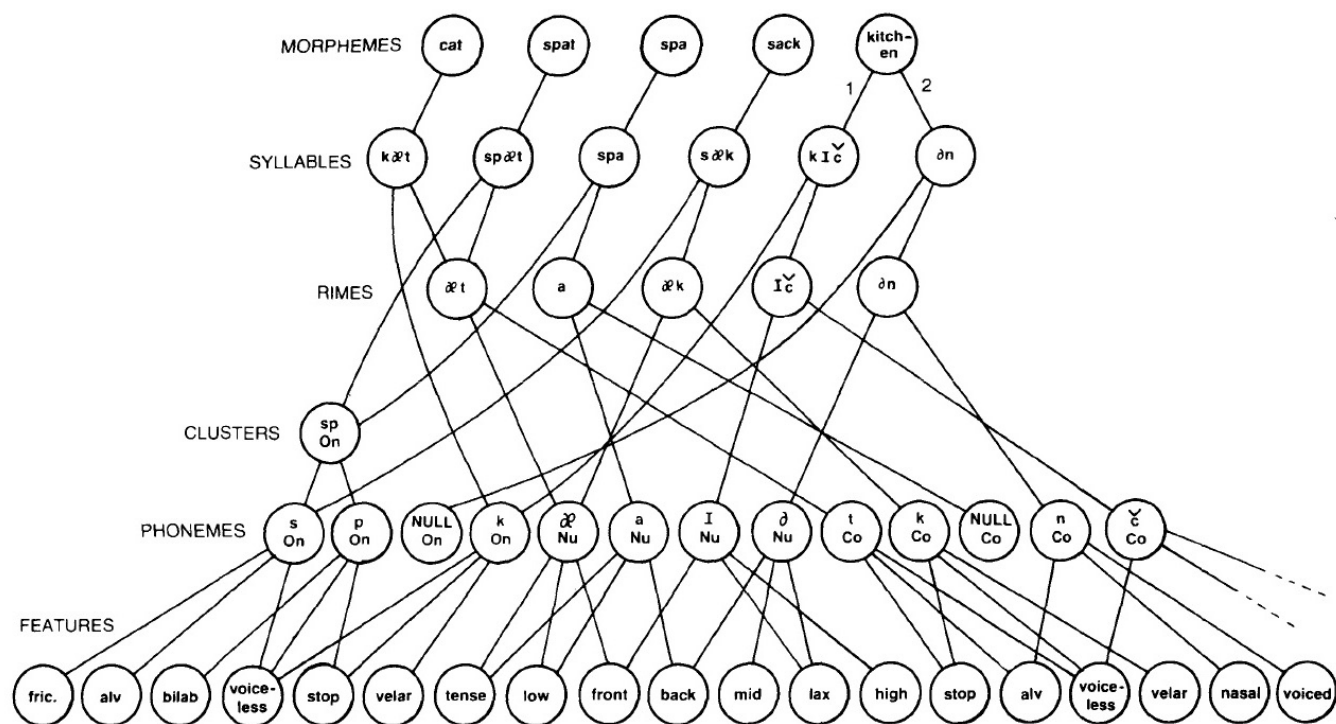 MORPHEMES cat spat spa sack kitch-
en
1 2
SYLLABLES kæt spæt spa sæk kIč ∂n
RIMES æt a æk Ič ∂n
CLUSTERS sp
On
PHONEMES s p NULL k æ a I ∂ t k NULL n č
On On On On Nu Nu Nu Nu Co Co Co Co Co
FEATURES
fric. alv bilab voice-
less stop velar tense low front back mid lax high stop alv voice-
less velar nasal voiced